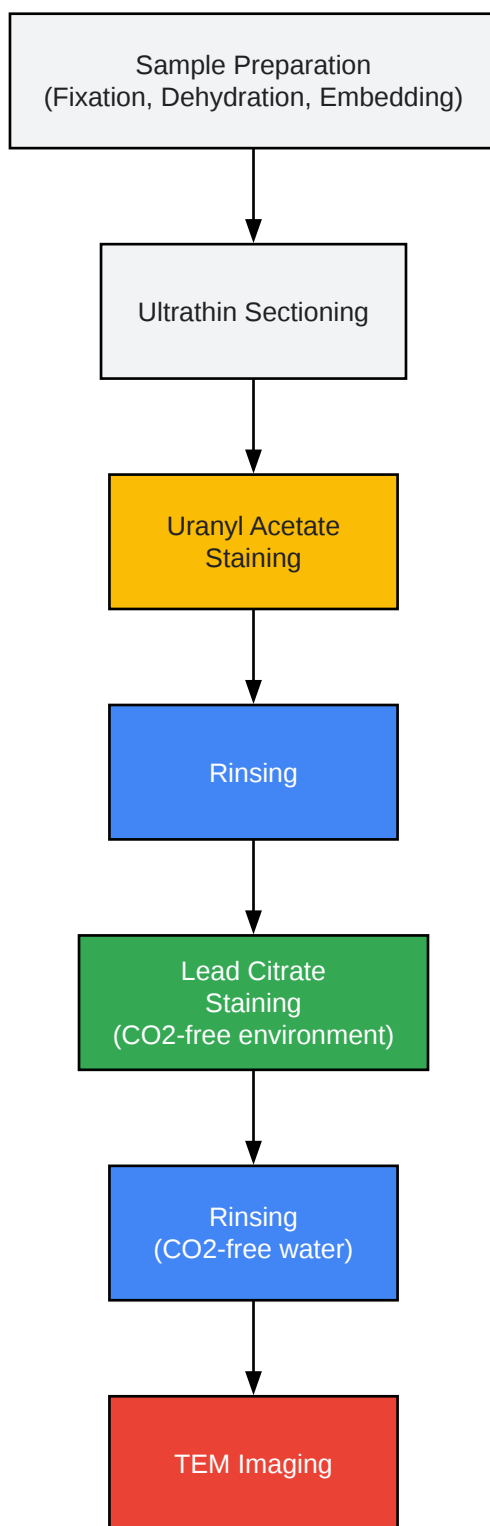 Sample Preparation
(Fixation, Dehydration, Embedding)
Ultrathin Sectioning
Uranyl Acetate
Staining
Rinsing
Lead Citrate
Staining
(CO2-free environment)
Rinsing
(CO2-free water)
TEM Imaging